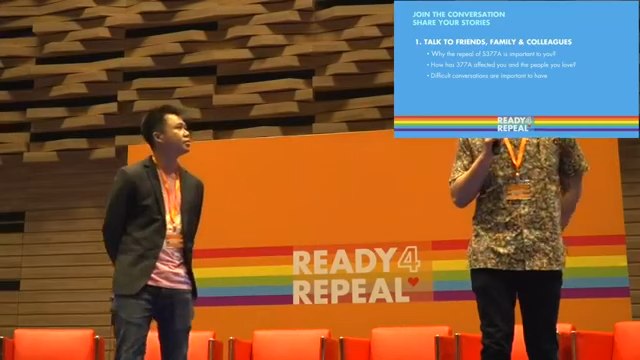 JOIN THE CONVERSATION
SHARE YOUR STORIES
1. TALK TO FRIENDS, FAMILY & COLLEAGUES
• Why the repeal of S377A is important to you?
• How has 377A affected you and the people you love?
• Difficult conversations are important to have
READY4
REPEAL
READY4
REPEAL